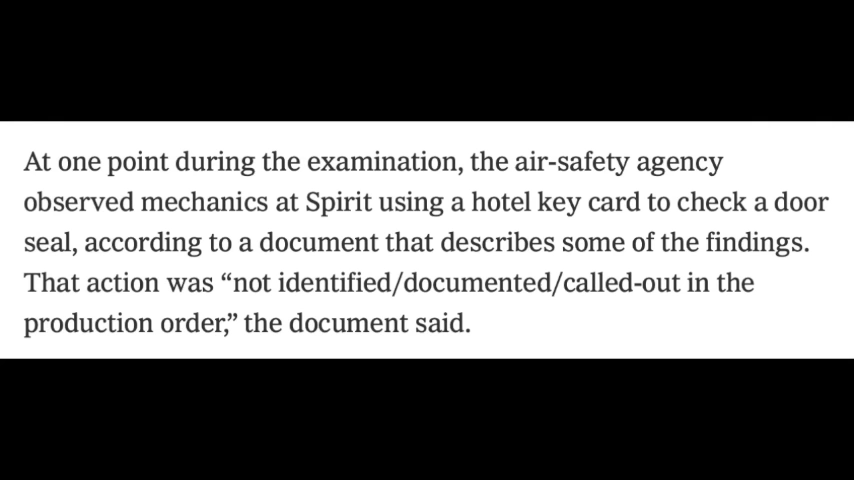 At one point during the examination, the air-safety agency
observed mechanics at Spirit using a hotel key card to check a door
seal, according to a document that describes some of the findings.
That action was “not identified/documented/called-out in the
production order,” the document said.